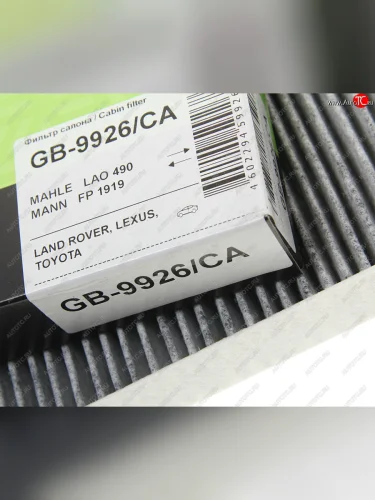 Фильтр салона / Cabin filter
GB-9926/CA
MAHLE LAO 490
MANN FP 1919
LAND ROVER, LEXUS,
TOYOTA
GB-9926/CA